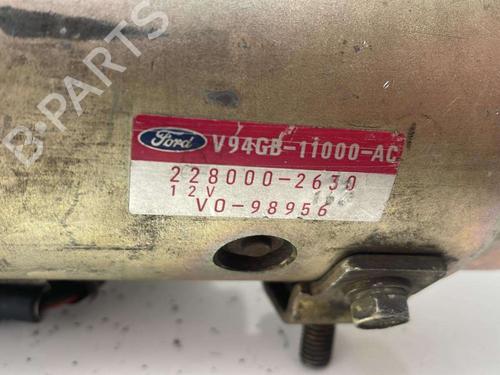 B-PARTS
Ford V94GB-11000-AC
228000-2630
12V
VO-98956